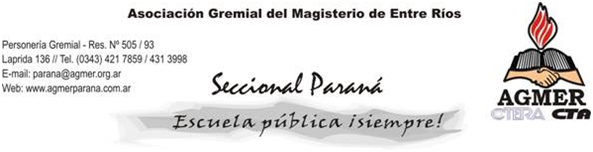 Asociación Gremial del Magisterio de Entre Ríos
Personería Gremial - Res. Nº 505 / 93
Laprida 136 // Tel. (0343) 421 7859 / 431 3998
E-mail: parana@agmer.org.ar
Web: www.agmerparana.com.ar
Seccional Paraná
Escuela pública ¡siempre!
AGMER
CTERA CTA